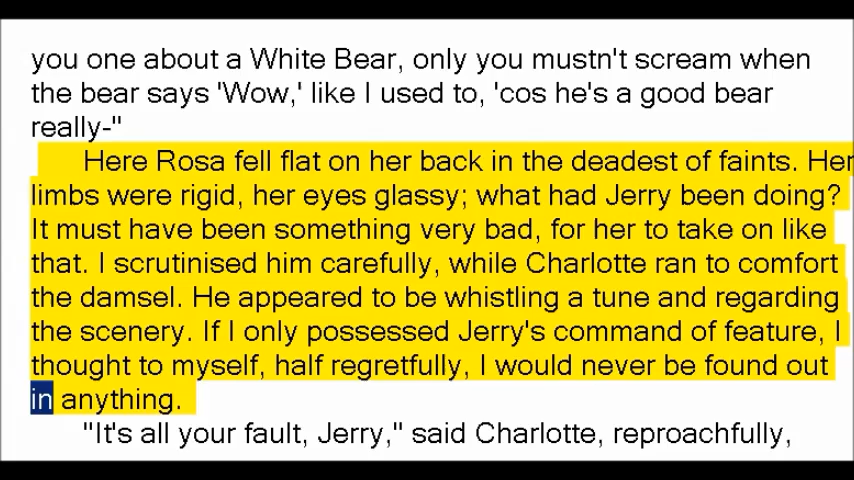 you one about a White Bear, only you mustn't scream when
the bear says 'Wow,' like I used to, 'cos he's a good bear
really-"
Here Rosa fell flat on her back in the deadest of faints. Her
limbs were rigid, her eyes glassy; what had Jerry been doing?
It must have been something very bad, for her to take on like
that. I scrutinised him carefully, while Charlotte ran to comfort
the damsel. He appeared to be whistling a tune and regarding
the scenery. If I only possessed Jerry's command of feature, I
thought to myself, half regretfully, I would never be found out
in anything.
"It's all your fault, Jerry," said Charlotte, reproachfully,